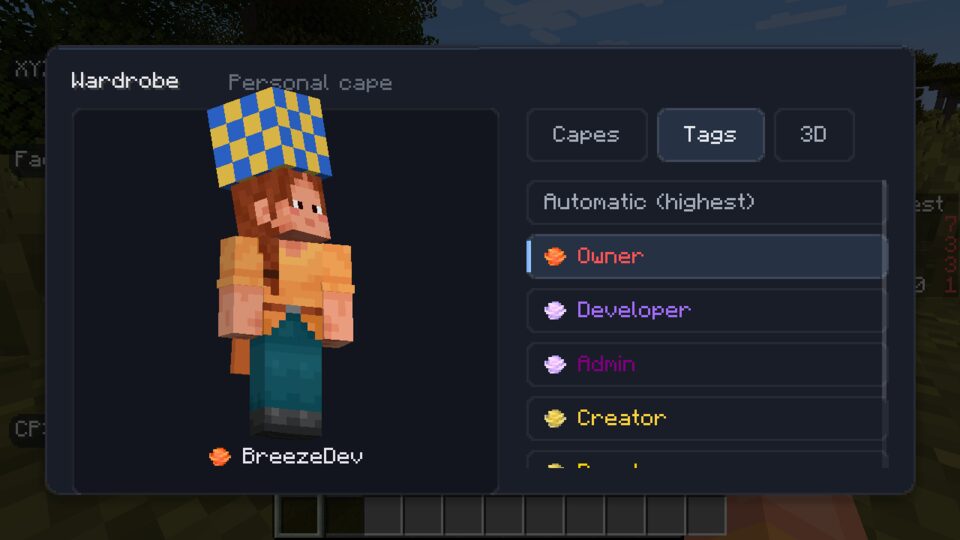 Wardrobe
Personal cape
Capes
Tags
3D
Automatic (highest)
Owner
Developer
Admin
Creator
BreezeDev